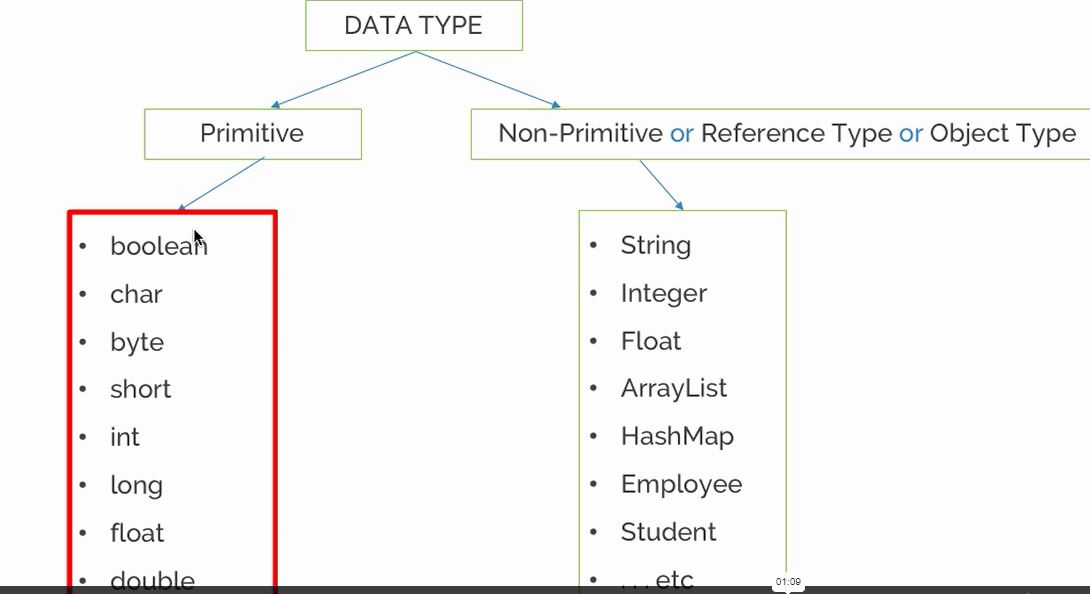 DATA TYPE
Primitive
Non-Primitive or Reference Type or Object Type
• boolean
• char
• byte
• short
• int
• long
• float
• double
• String
• Integer
• Float
• ArrayList
• HashMap
• Employee
• Student
• . . . etc
01:09